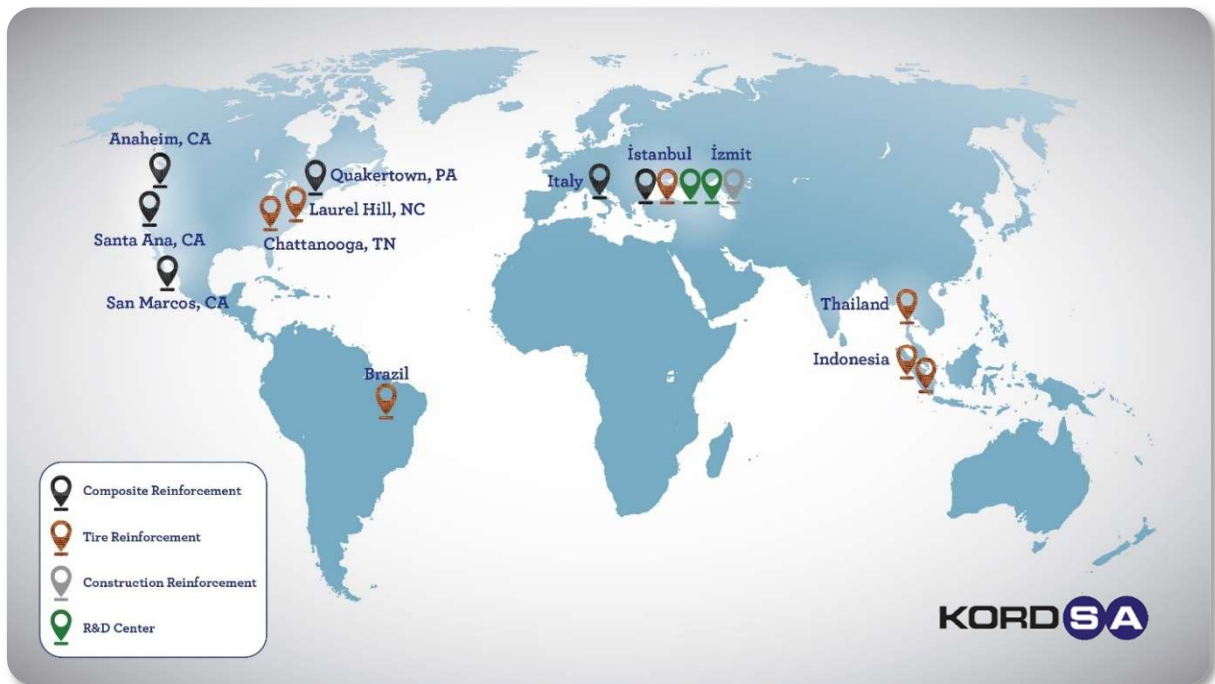 Anaheim, CA
Quakertown, PA
Santa Ana, CA
Laurel Hill, NC
Chattanooga, TN
San Marcos, CA
Italy
İstanbul
İzmit
Thailand
Indonesia
Brazil
Composite Reinforcement
Tire Reinforcement
Construction Reinforcement
R&D Center
KORDSA